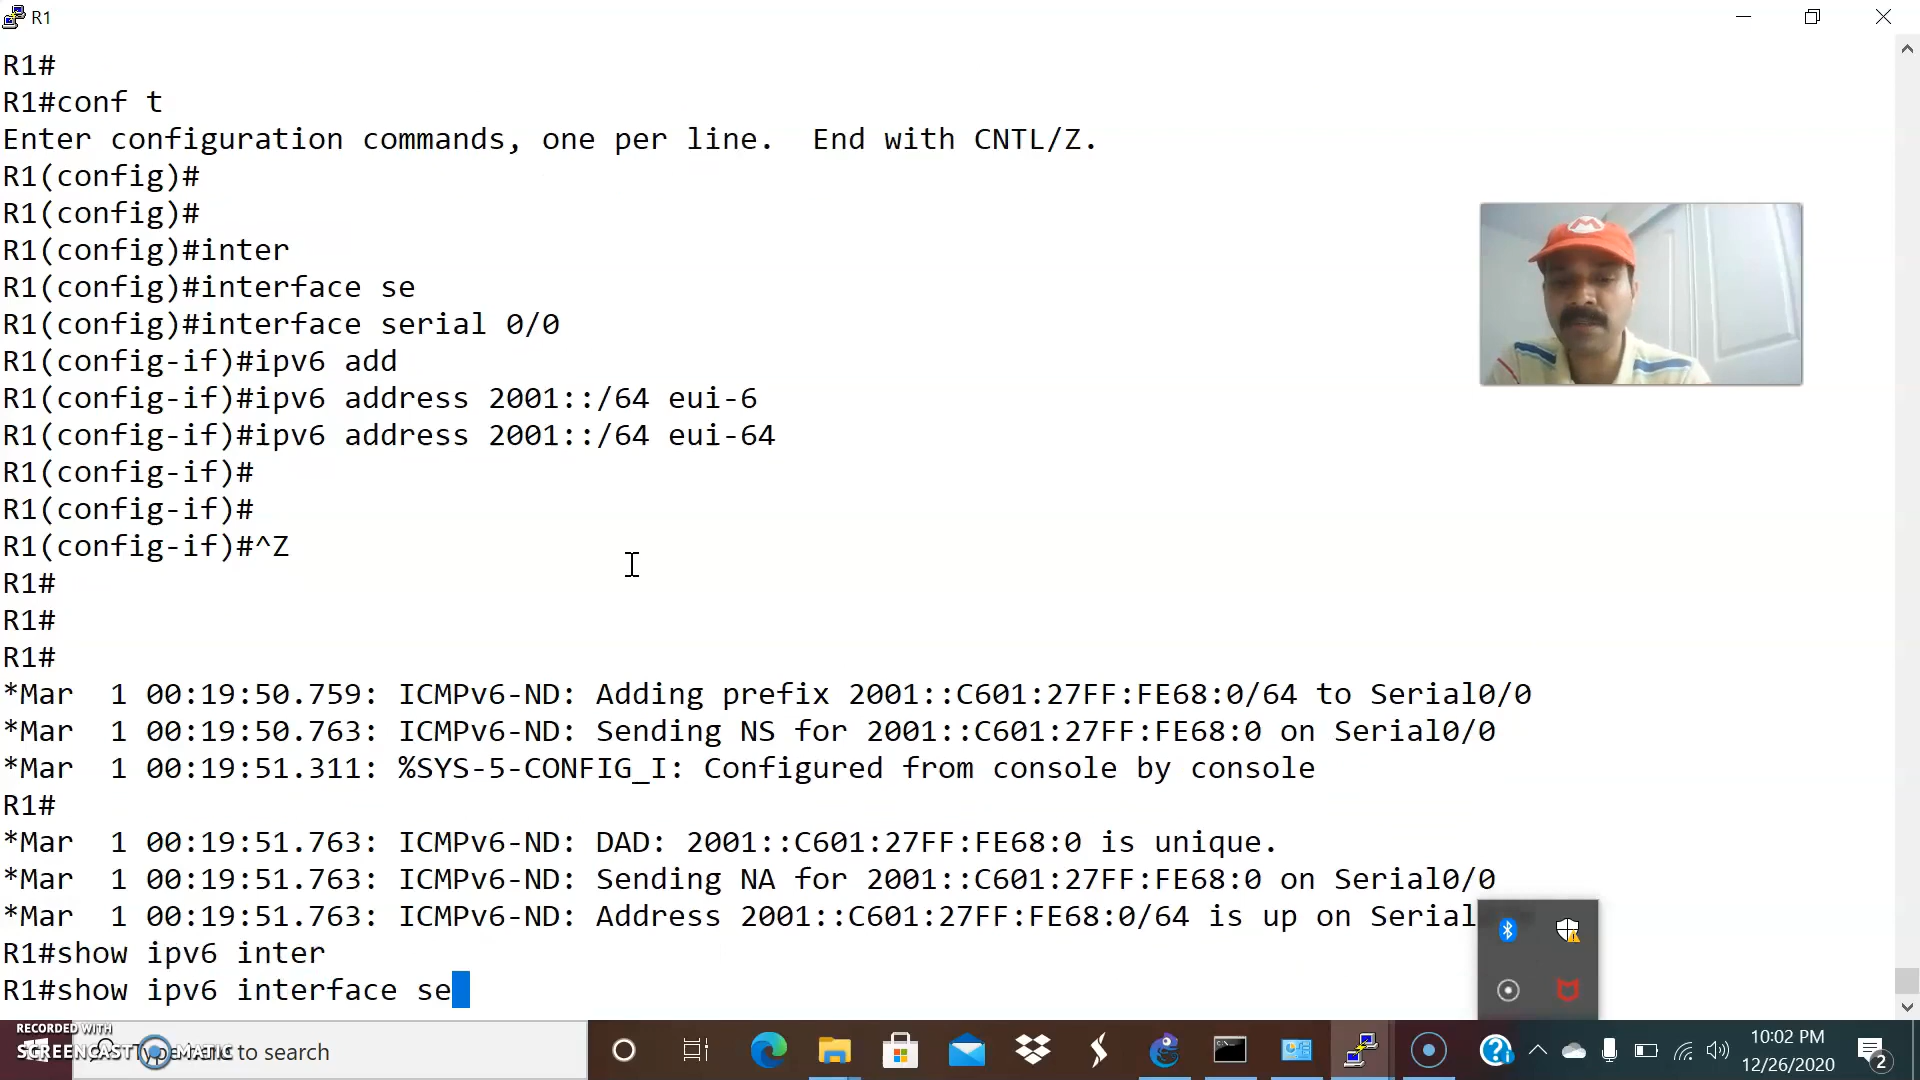 R1
R1#
R1#conf t
Enter configuration commands, one per line.  End with CNTL/Z.
R1(config)#
R1(config)#
R1(config)#inter
R1(config)#interface se
R1(config)#interface serial 0/0
R1(config-if)#ipv6 add
R1(config-if)#ipv6 address 2001::/64 eui-6
R1(config-if)#ipv6 address 2001::/64 eui-64
R1(config-if)#
R1(config-if)#
R1(config-if)#^Z
R1#
R1#
R1#
*Mar  1 00:19:50.759: ICMPv6-ND: Adding prefix 2001::C601:27FF:FE68:0/64 to Serial0/0
*Mar  1 00:19:50.763: ICMPv6-ND: Sending NS for 2001::C601:27FF:FE68:0 on Serial0/0
*Mar  1 00:19:51.311: %SYS-5-CONFIG_I: Configured from console by console
R1#
*Mar  1 00:19:51.763: ICMPv6-ND: DAD: 2001::C601:27FF:FE68:0 is unique.
*Mar  1 00:19:51.763: ICMPv6-ND: Sending NA for 2001::C601:27FF:FE68:0 on Serial0/0
*Mar  1 00:19:51.763: ICMPv6-ND: Address 2001::C601:27FF:FE68:0/64 is up on Serial
R1#show ipv6 inter
R1#show ipv6 interface se
RECORDED WITH
SCREENCAST MATIC
to search
10:02 PM
12/26/2020
2
M